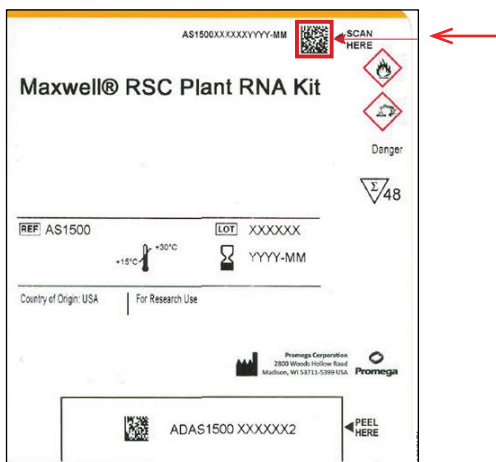 AS1500XXXXXXYYYY-MM
SCAN
HERE
Maxwell® RSC Plant RNA Kit
Danger
Σ/48
REF AS1500
LOT XXXXXX
+30°C
+15°C
YYYY-MM
Country of Origin: USA
For Research Use
Promega Corporation
2800 Woods Hollow Road
Madison, WI 53711-5399 USA
Promega
ADAS1500 XXXXXX2
PEEL
HERE